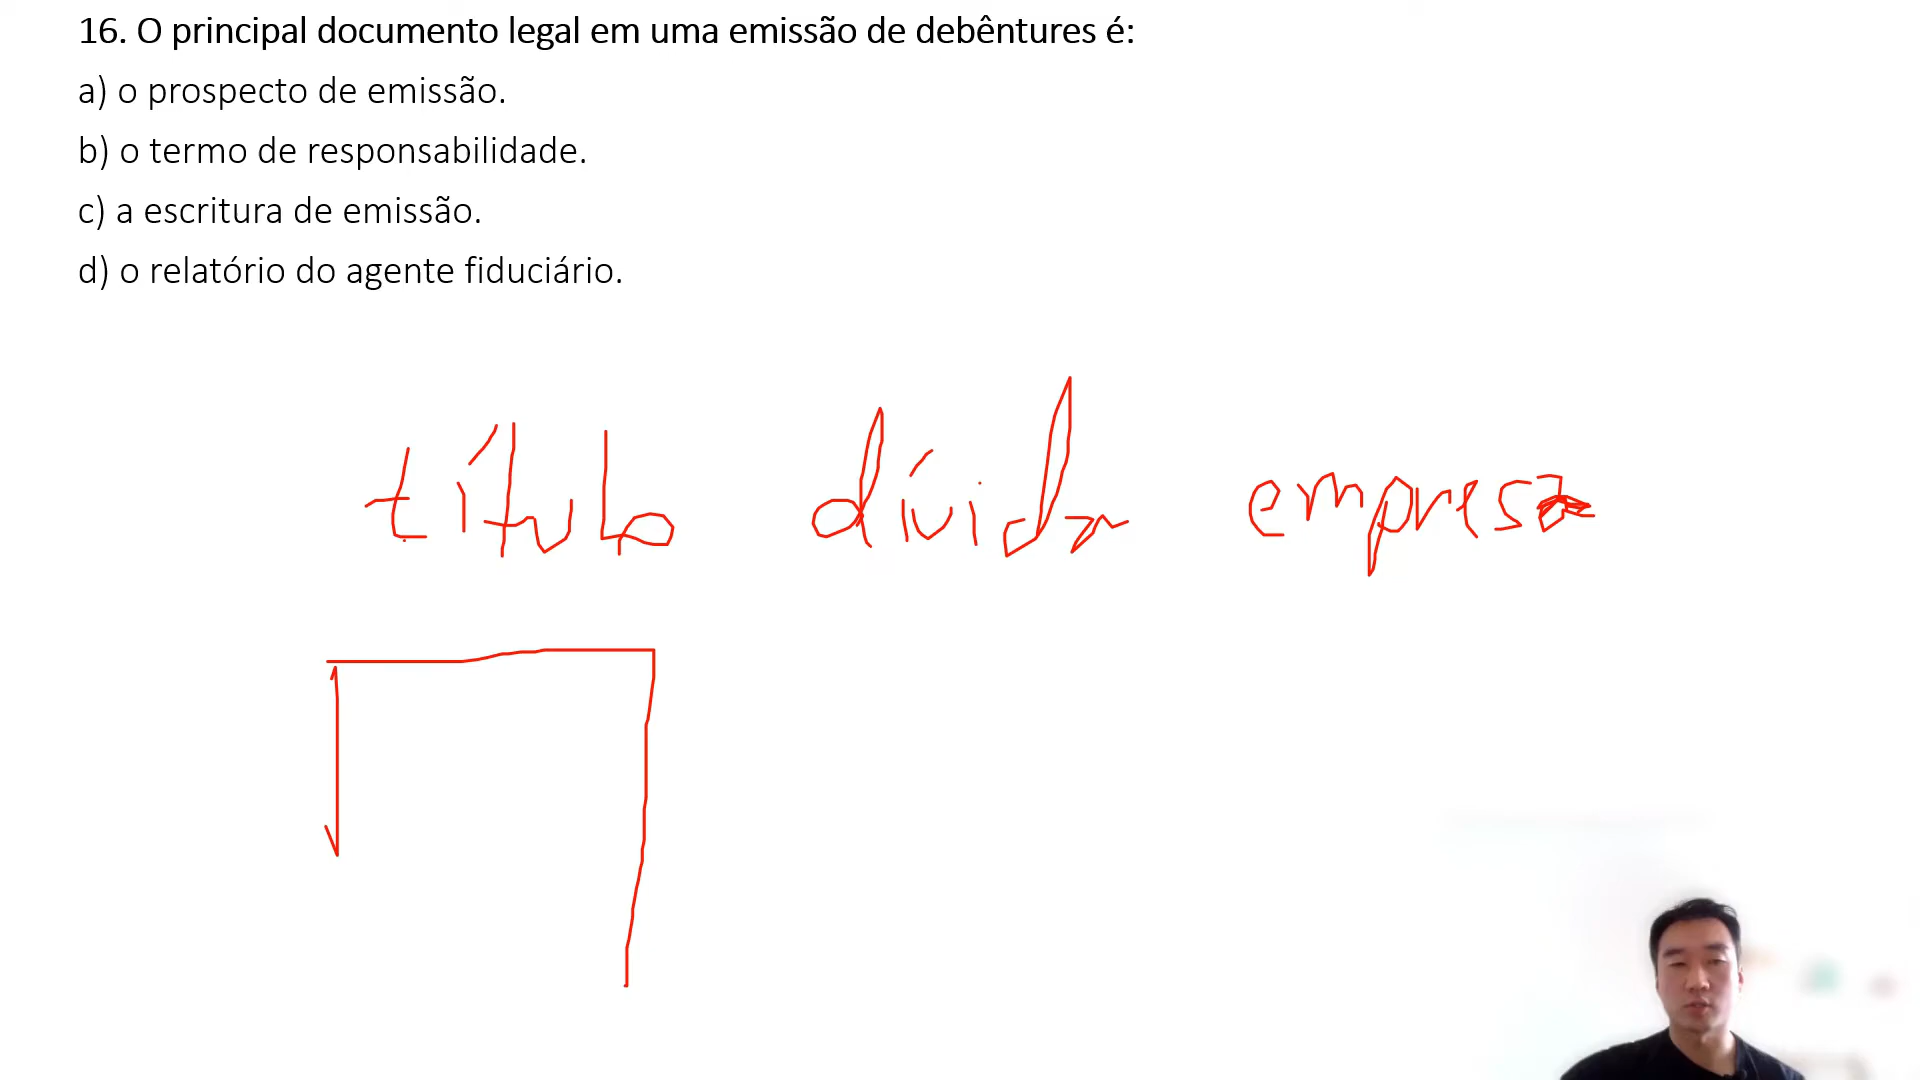 16. O principal documento legal em uma emissão de debêntures é:
a) o prospecto de emissão.
b) o termo de responsabilidade.
c) a escritura de emissão.
d) o relatório do agente fiduciário.
título dívida empresa